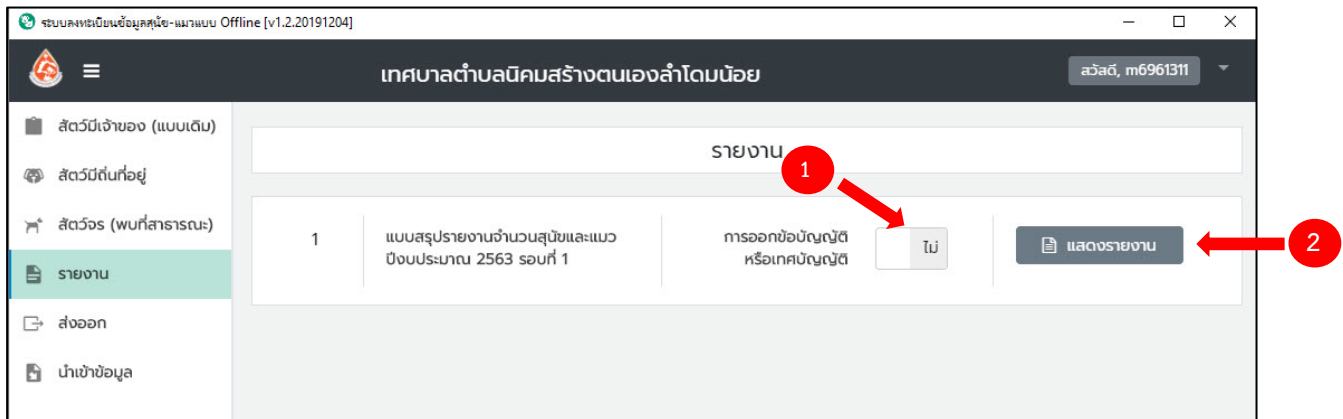 ระบบลงทะเบียนข้อมูลสุนัข-แมวแบบ Offline [v1.2.20191204]
เทศบาลตำบลนิคมสร้างตนเองลำโดมน้อย
สวัสดี, m6961311
สัตว์มีเจ้าของ (แบบเดิม)
สัตว์มีถิ่นที่อยู่
สัตว์จร (พบที่สาธารณะ)
รายงาน
ส่งออก
นำเข้าข้อมูล
รายงาน
1
1
แบบสรุปรายงานจำนวนสุนัขและแมว
ปีงบประมาณ 2563 รอบที่ 1
การออกข้อบัญญัติ
หรือเทศบัญญัติ
ไม่
แสดงรายงาน
2